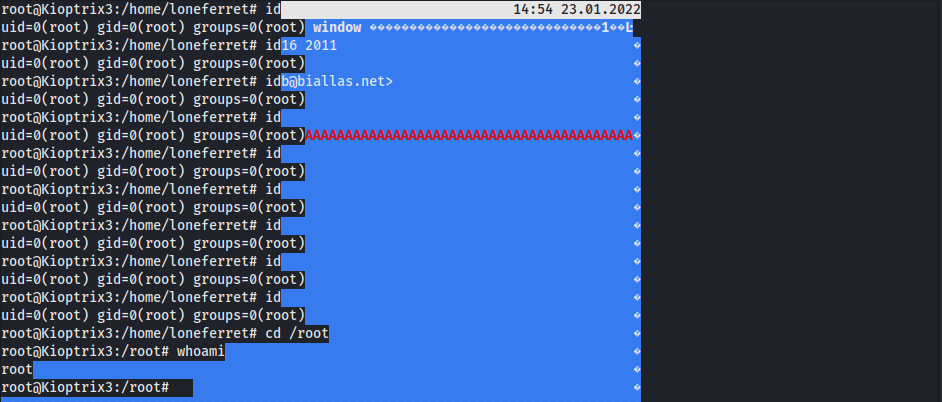 root@Kioptrix3:/home/loneferret# id 14:54 23.01.2022
uid=0(root) gid=0(root) groups=0(root) window ���������������������������������1��L
root@Kioptrix3:/home/loneferret# id16 2011 �
uid=0(root) gid=0(root) groups=0(root) �
root@Kioptrix3:/home/loneferret# idb@biallas.net> �
uid=0(root) gid=0(root) groups=0(root) �
root@Kioptrix3:/home/loneferret# id �
uid=0(root) gid=0(root) groups=0(root)AAAAAAAAAAAAAAAAAAAAAAAAAAAAAAAAAAAAAAAAA�
root@Kioptrix3:/home/loneferret# id �
uid=0(root) gid=0(root) groups=0(root) �
root@Kioptrix3:/home/loneferret# id �
uid=0(root) gid=0(root) groups=0(root) �
root@Kioptrix3:/home/loneferret# id �
uid=0(root) gid=0(root) groups=0(root) �
root@Kioptrix3:/home/loneferret# id �
uid=0(root) gid=0(root) groups=0(root) �
root@Kioptrix3:/home/loneferret# id �
uid=0(root) gid=0(root) groups=0(root) �
root@Kioptrix3:/home/loneferret# cd /root �
root@Kioptrix3:/root# whoami �
root �
root@Kioptrix3:/root# �